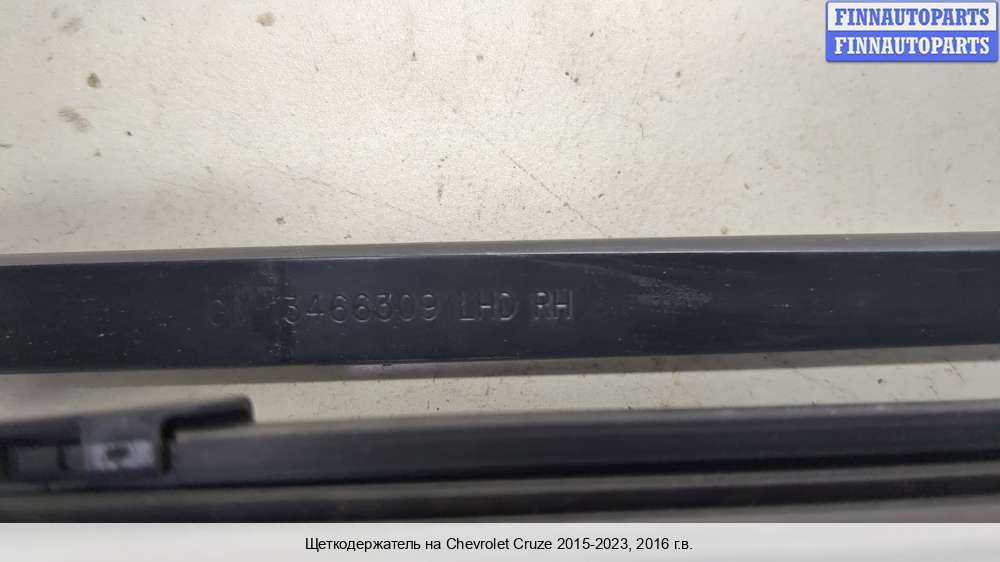 FINNAUTOPARTS
FINNAUTOPARTS
3466309 LHD RH
Щеткодержатель на Chevrolet Cruze 2015-2023, 2016 г.в.